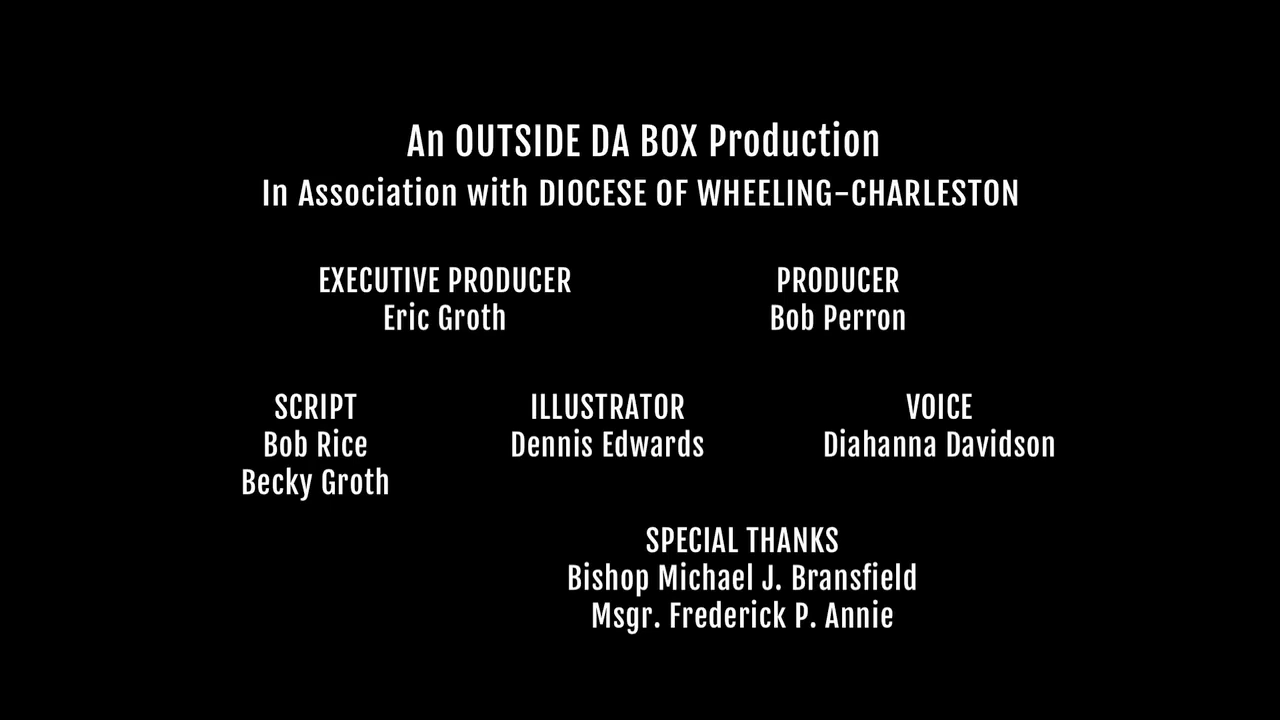 An OUTSIDE DA BOX Production
In Association with DIOCESE OF WHEELING-CHARLESTON
EXECUTIVE PRODUCER
Eric Groth
PRODUCER
Bob Perron
SCRIPT
Bob Rice
Becky Groth
ILLUSTRATOR
Dennis Edwards
VOICE
Diahanna Davidson
SPECIAL THANKS
Bishop Michael J. Bransfield
Msgr. Frederick P. Annie